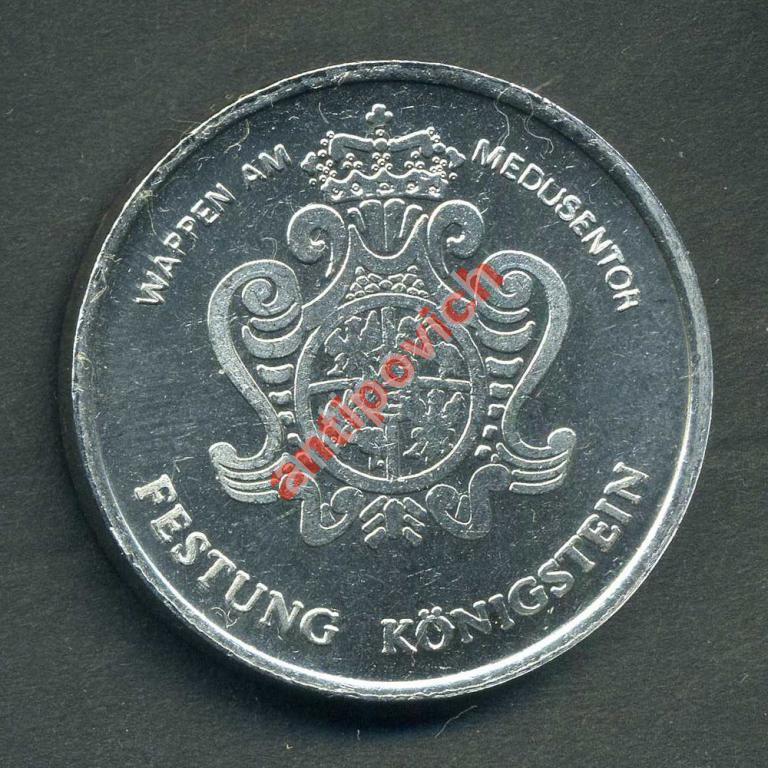 WAPPEN AM MEDUSENTOR
FESTUNG KÖNIGSTEIN
antipovich